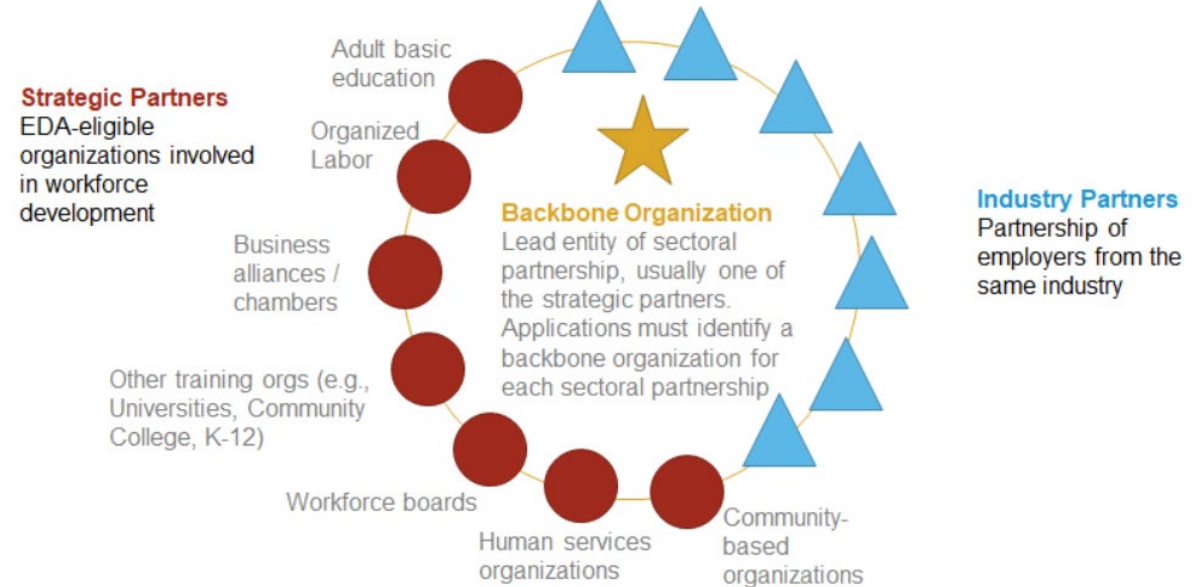 Strategic Partners
EDA-eligible
organizations involved
in workforce
development
Adult basic
education
Organized
Labor
Business
alliances /
chambers
Other training orgs (e.g.,
Universities, Community
College, K-12)
Workforce boards
Human services
organizations
Community-
based
organizations
Backbone Organization
Lead entity of sectoral
partnership, usually one of
the strategic partners.
Applications must identify a
backbone organization for
each sectoral partnership
Industry Partners
Partnership of
employers from the
same industry